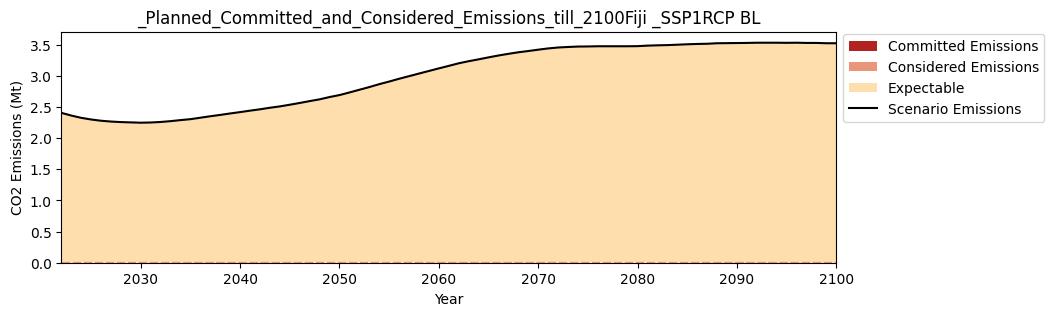 _Planned_Committed_and_Considered_Emissions_till_2100Fiji _SSP1RCP BL
CO2 Emissions (Mt)
3.5
3.0
2.5
2.0
1.5
1.0
0.5
0.0
2030 2040 2050 2060 2070 2080 2090 2100
Year
Committed Emissions
Considered Emissions
Expectable
Scenario Emissions